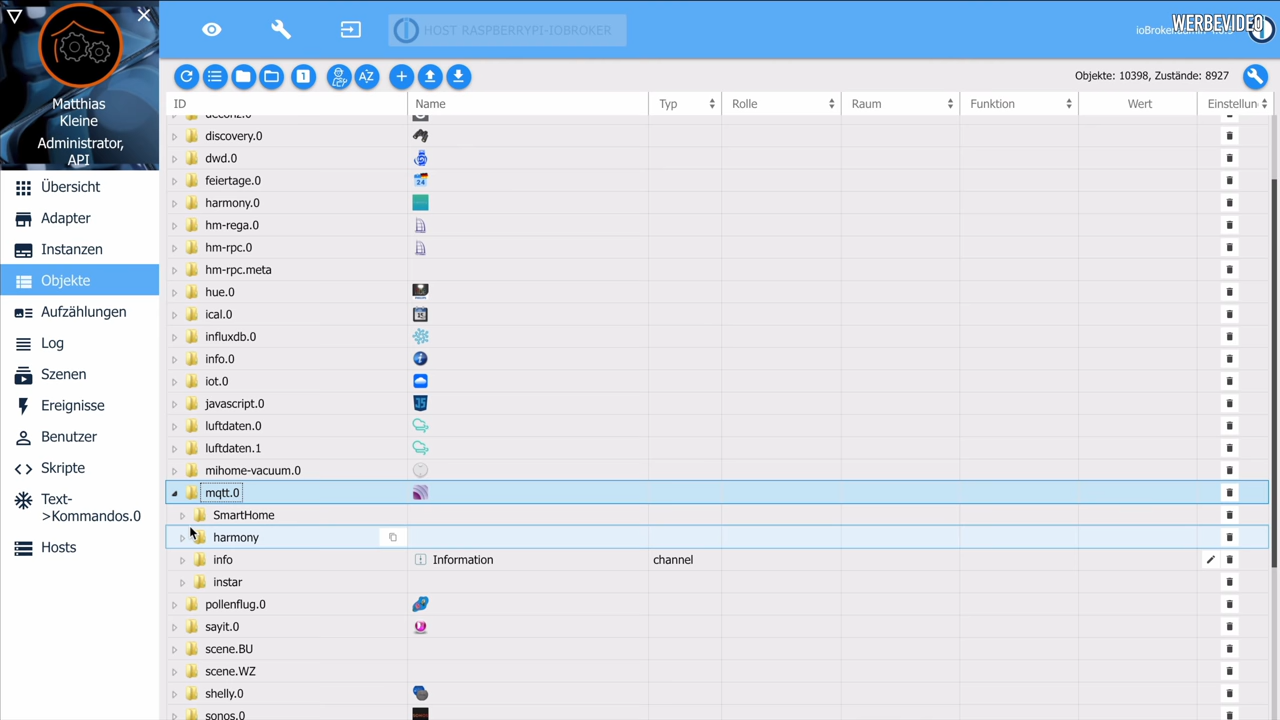 WERBEVIDEO
HOST RASPBERRYPI-IOBROKER
Matthias
Kleine
Administrator,
API
Übersicht
Adapter
Instanzen
Objekte
Aufzählungen
Log
Szenen
Ereignisse
Benutzer
Skripte
Text-
>Kommandos.0
Hosts
Objekte: 10398, Zustände: 8927
ID Name Typ Rolle Raum Funktion Wert Einstellun
deconz.0
discovery.0
dwd.0
feiertage.0
harmony.0
hm-rega.0
hm-rpc.0
hm-rpc.meta
hue.0
ical.0
influxdb.0
info.0
iot.0
javascript.0
luftdaten.0
luftdaten.1
mihome-vacuum.0
mqtt.0
SmartHome
harmony
info Information channel
instar
pollenflug.0
sayit.0
scene.BU
scene.WZ
shelly.0
sonos.0